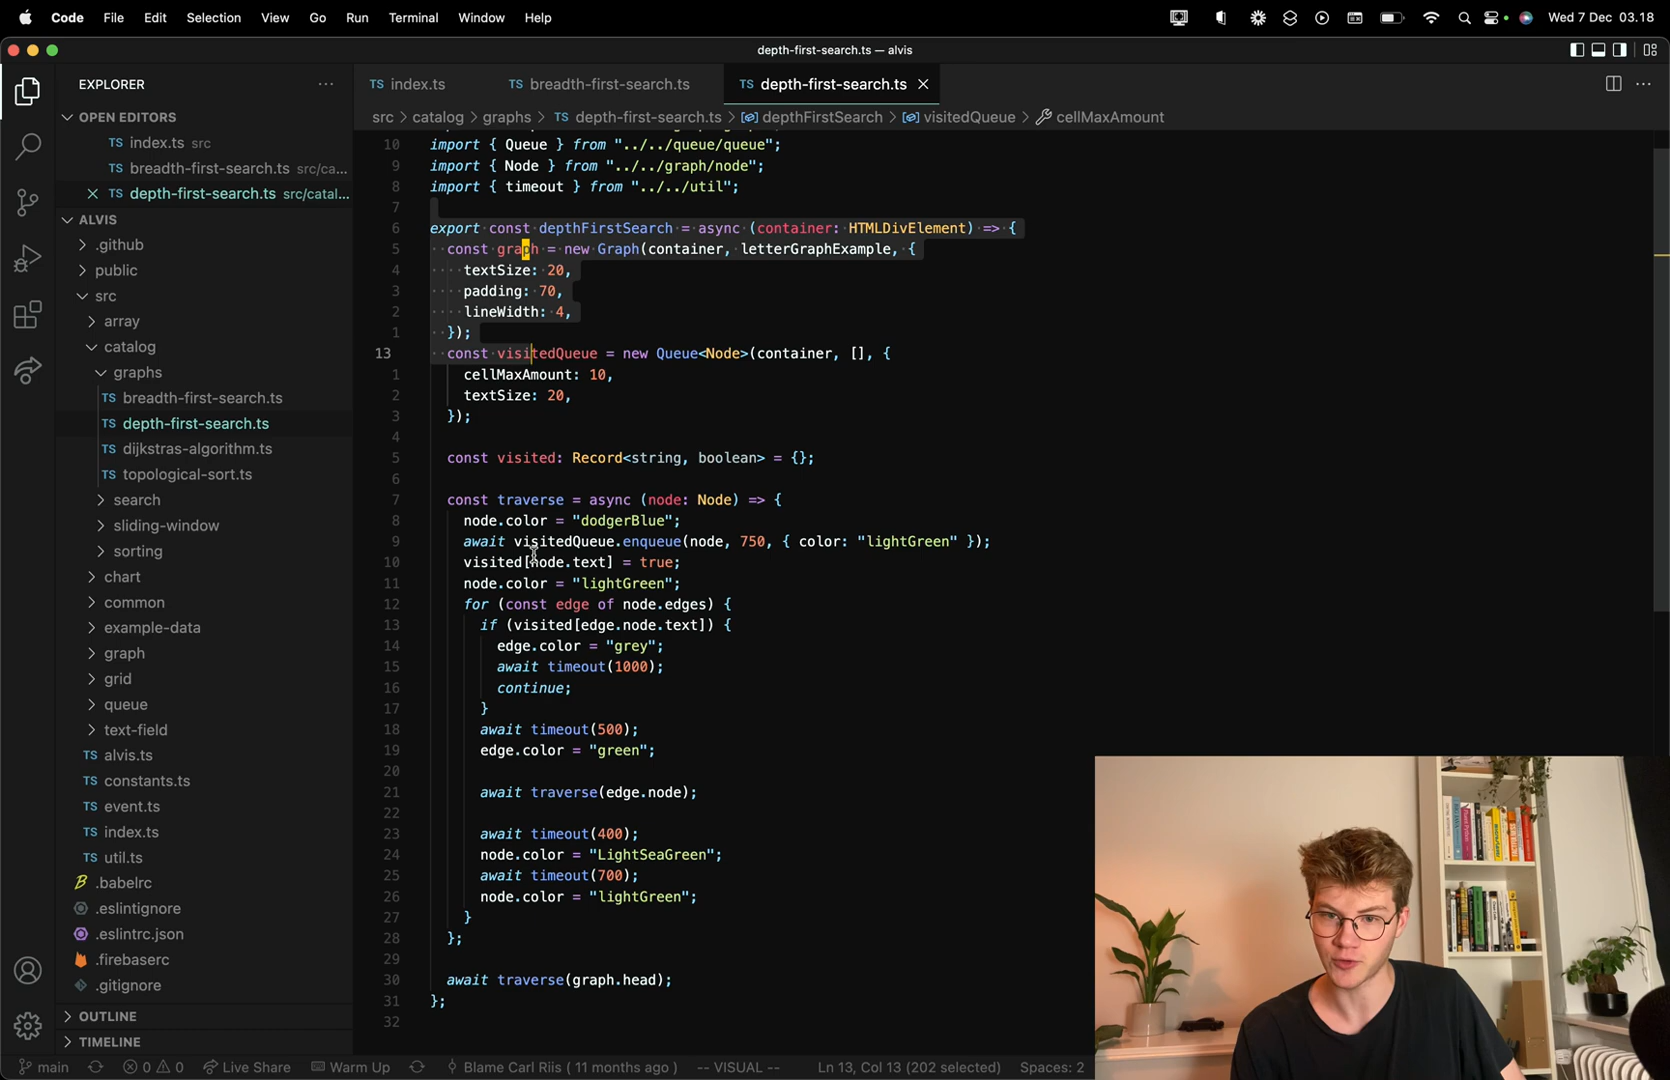 Code File Edit Selection View Go Run Terminal Window Help Wed 7 Dec 03.18
depth-first-search.ts — alvis
EXPLORER
TS index.ts
TS breadth-first-search.ts
TS depth-first-search.ts
src > catalog > graphs > TS depth-first-search.ts > depthFirstSearch > visitedQueue > cellMaxAmount
OPEN EDITORS
TS index.ts src
TS breadth-first-search.ts src/ca...
TS depth-first-search.ts src/catal...
ALVIS
.github
public
src
array
catalog
graphs
TS breadth-first-search.ts
TS depth-first-search.ts
TS dijkstras-algorithm.ts
TS topological-sort.ts
search
sliding-window
sorting
chart
common
example-data
graph
grid
queue
text-field
TS alvis.ts
TS constants.ts
TS event.ts
TS index.ts
TS util.ts
.babelrc
.eslintignore
.eslintrc.json
.firebaserc
.gitignore
OUTLINE
TIMELINE
10 import { Queue } from "../../queue/queue";
9 import { Node } from "../../graph/node";
8 import { timeout } from "../../util";
7
6 export const depthFirstSearch = async (container: HTMLDivElement) => {
5 const graph = new Graph(container, letterGraphExample, {
4 textSize: 20,
3 padding: 70,
2 lineWidth: 4,
1 });
13 const visitedQueue = new Queue<Node>(container, [], {
1 cellMaxAmount: 10,
2 textSize: 20,
3 });
4
5 const visited: Record<string, boolean> = {};
6
7 const traverse = async (node: Node) => {
8 node.color = "dodgerBlue";
9 await visitedQueue.enqueue(node, 750, { color: "lightGreen" });
10 visited[node.text] = true;
11 node.color = "lightGreen";
12 for (const edge of node.edges) {
13 if (visited[edge.node.text]) {
14 edge.color = "grey";
15 await timeout(1000);
16 continue;
17 }
18 await timeout(500);
19 edge.color = "green";
20
21 await traverse(edge.node);
22
23 await timeout(400);
24 node.color = "LightSeaGreen";
25 await timeout(700);
26 node.color = "lightGreen";
27 }
28 };
29
30 await traverse(graph.head);
31 };
32
main 0 0 Live Share Warm Up Blame Carl Riis ( 11 months ago ) -- VISUAL -- Ln 13, Col 13 (202 selected) Spaces: 2